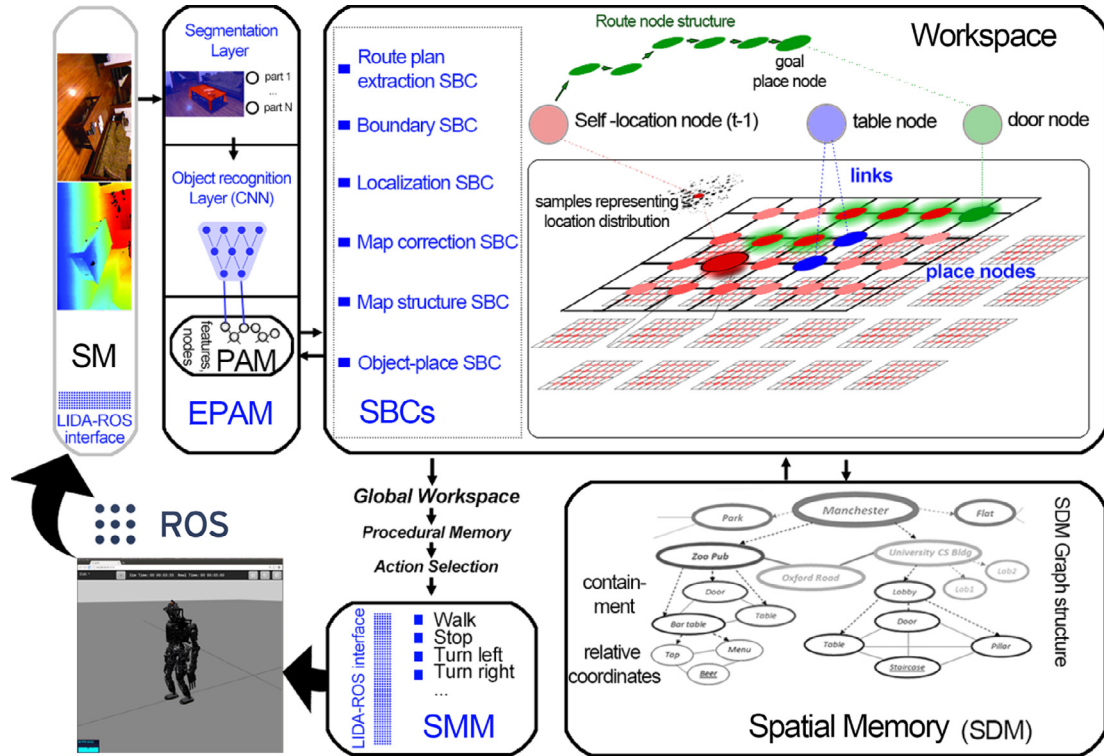 SM
LIDA-ROS
interface
Segmentation
Layer
part 1
...
part N
Object recognition
Layer (CNN)
features,
nodes
PAM
EPAM
Route plan
extraction SBC
Boundary SBC
Localization SBC
Map correction SBC
Map structure SBC
Object-place SBC
SBCs
Workspace
Route node structure
goal
place node
Self -location node (t-1)
table node
door node
links
samples representing
location distribution
place nodes
ROS
Global Workspace
Procedural Memory
Action Selection
LIDA-ROS interface
Walk
Stop
Turn left
Turn right
...
SMM
Park
Manchester
Flat
Zoo Pub
University CS Bldg
Oxford Road
Lab2
Lab1
contain-
ment
Door
Table
Bar table
Lobby
Door
relative
coordinates
Tap
Menu
Beer
Table
Pillar
Staircase
SDM Graph structure
Spatial Memory (SDM)